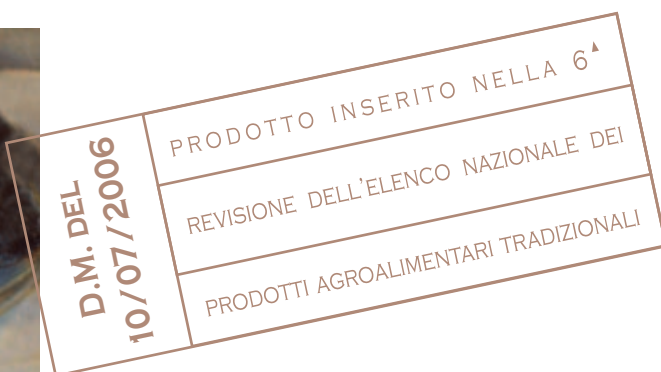 D.M. DEL
10/07/2006
PRODOTTO INSERITO NELLA 6ᴬ
REVISIONE DELL'ELENCO NAZIONALE DEI
PRODOTTI AGROALIMENTARI TRADIZIONALI